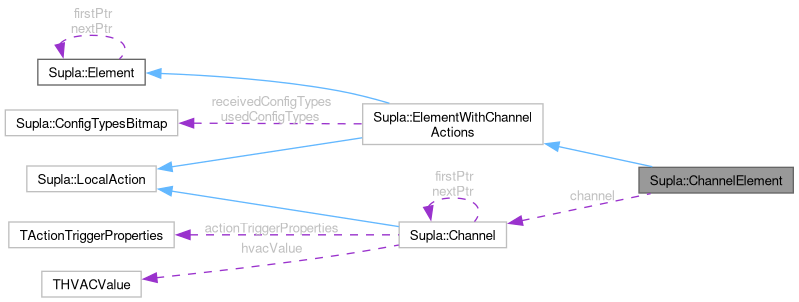 firstPtr
nextPtr
Supla::Element
receivedConfigTypes
usedConfigTypes
Supla::ConfigTypesBitmap
Supla::ElementWithChannel
Actions
Supla::LocalAction
Supla::ChannelElement
firstPtr
nextPtr
channel
TActionTriggerProperties
actionTriggerProperties
Supla::Channel
hvacValue
THVACValue